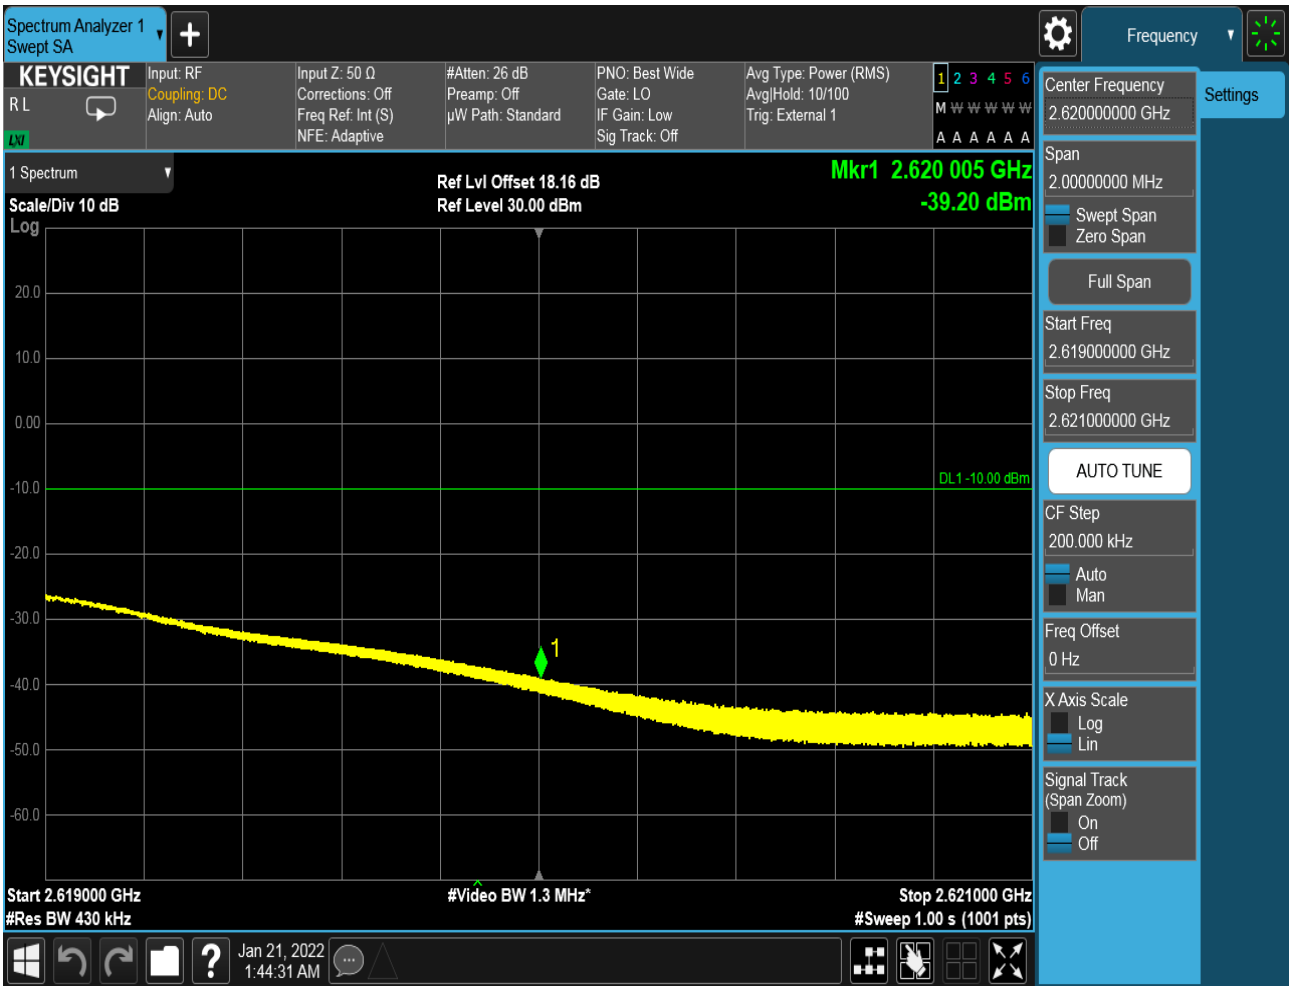 Spectrum Analyzer 1
Swept SA
Frequency
KEYSIGHT
R L
LXI
Input: RF
Coupling: DC
Align: Auto
Input Z: 50 Ω
Corrections: Off
Freq Ref: Int (S)
NFE: Adaptive
#Atten: 26 dB
Preamp: Off
µW Path: Standard
PNO: Best Wide
Gate: LO
IF Gain: Low
Sig Track: Off
Avg Type: Power (RMS)
Avg|Hold: 10/100
Trig: External 1
1 2 3 4 5 6
M W W W W W
A A A A A A
1 Spectrum
Scale/Div 10 dB
Log
Ref Lvl Offset 18.16 dB
Ref Level 30.00 dBm
Mkr1 2.620 005 GHz
-39.20 dBm
20.0
10.0
0.00
-10.0
-20.0
-30.0
-40.0
-50.0
-60.0
DL1 -10.00 dBm
1
Start 2.619000 GHz
#Res BW 430 kHz
#Video BW 1.3 MHz*
Stop 2.621000 GHz
#Sweep 1.00 s (1001 pts)
Center Frequency
2.620000000 GHz
Settings
Span
2.00000000 MHz
Swept Span
Zero Span
Full Span
Start Freq
2.619000000 GHz
Stop Freq
2.621000000 GHz
AUTO TUNE
CF Step
200.000 kHz
Auto
Man
Freq Offset
0 Hz
X Axis Scale
Log
Lin
Signal Track
(Span Zoom)
On
Off
?
Jan 21, 2022
1:44:31 AM